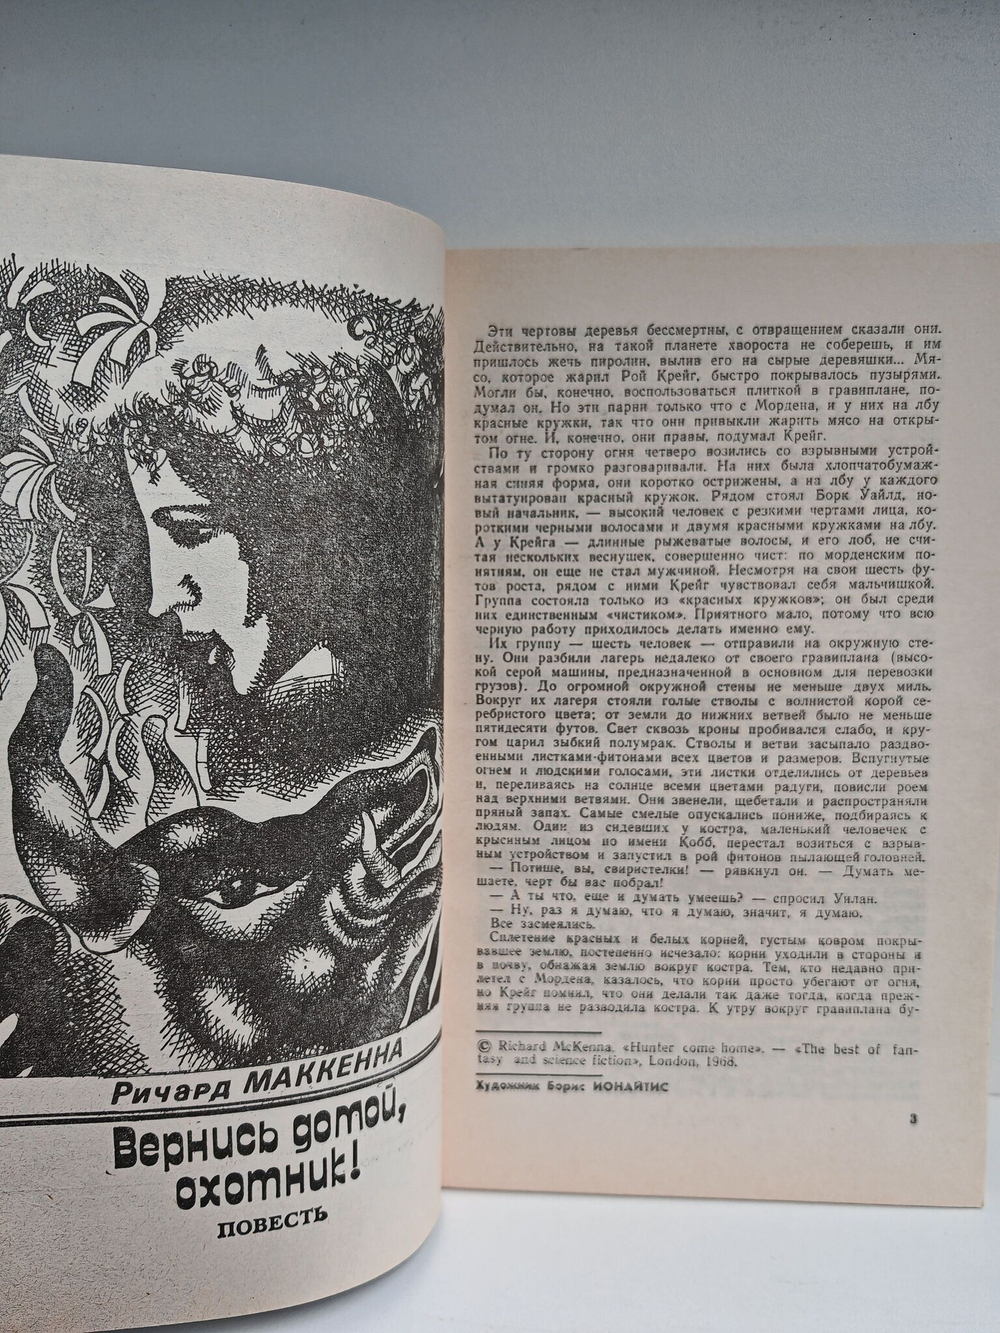 Ричард МАККЕННА
Вернись домой,
охотник!
ПОВЕСТЬ
Эти чертовы деревья бессмертны, с отвращением сказали они.
Действительно, на такой планете хвороста не соберешь, и им
пришлось жечь пиролин, вылив его на сырые деревяшки... Мя-
со, которое жарил Рой Крейг, быстро покрывалось пузырями.
Могли бы, конечно, воспользоваться плиткой в гравиплане, по-
думал он. Но эти парни только что с Мордена, и у них на лбу
красные кружки, так что они привыкли жарить мясо на откры-
том огне. И, конечно, они правы, подумал Крейг.
По ту сторону огня четверо возились со взрывными устрой-
ствами и громко разговаривали. На них была хлопчатобумаж-
ная синяя форма, они коротко острижены, а на лбу у каждого
вытатуирован красный кружок. Рядом стоял Борк Уайлд, но-
вый начальник, — высокий человек с резкими чертами лица, ко-
роткими черными волосами и двумя красными кружками на лбу.
А у Крейга — длинные рыжеватые волосы, и его лоб, не счи-
тая нескольких веснушек, совершенно чист: по морденским по-
нятиям, он еще не стал мужчиной. Несмотря на свои шесть фу-
тов роста, рядом с ними Крейг чувствовал себя мальчишкой.
Группа состояла только из «красных кружков»; он был среди
них единственным «чистиком». Приятного мало, потому что всю
черную работу приходилось делать именно ему.
Их группу — шесть человек — отправили на окружную сте-
ну. Они разбили лагерь недалеко от своего гравиплана (высо-
кой серой машины, предназначенной в основном для перевозки
грузов). До огромной окружной стены не меньше двух миль.
Вокруг их лагеря стояли голые стволы с волнистой корой се-
ребристого цвета; от земли до нижних ветвей было не меньше
пятидесяти футов. Свет сквозь кроны пробивался слабо, и кру-
гом царил зыбкий полумрак. Стволы и ветви засыпало раздво-
енными листками-фитонами всех цветов и размеров. Вспугнутые
огнем и людскими голосами, эти листки отделились от деревьев
и, переливаясь на солнце всеми цветами радуги, повисли роем
над верхними ветвями. Они звенели, щебетали и распространяли
пряный запах. Самые смелые опускались пониже, подбираясь к
людям. Один из сидевших у костра, маленький человечек с
крысиным лицом по имени Кобб, перестал возиться с взрыв-
ным устройством и запустил в рой фитонов пылающей головней.
— Потише, вы, свиристелки! — рявкнул он. — Думать ме-
шаете, черт бы вас побрал!
— А ты что, еще и думать умеешь? — спросил Уилан.
— Ну, раз я думаю, что я думаю, значит, я думаю.
Все засмеялись.
Сплетение красных и белых корней, густым ковром покры-
вавшее землю, постепенно исчезало: корни уходили в стороны и
в почву, обнажая землю вокруг костра. Тем, кто недавно при-
летел с Мордена, казалось, что корни просто убегают от огня,
но Крейг помнил, что они делали так даже тогда, когда преж-
няя группа не разводила костра. К утру вокруг гравиплана бу-
© Richard McKenna. «Hunter come home». — «The best of fan-
tasy and science fiction», London, 1968.
Художник Борис ИОНАЙТИС
3